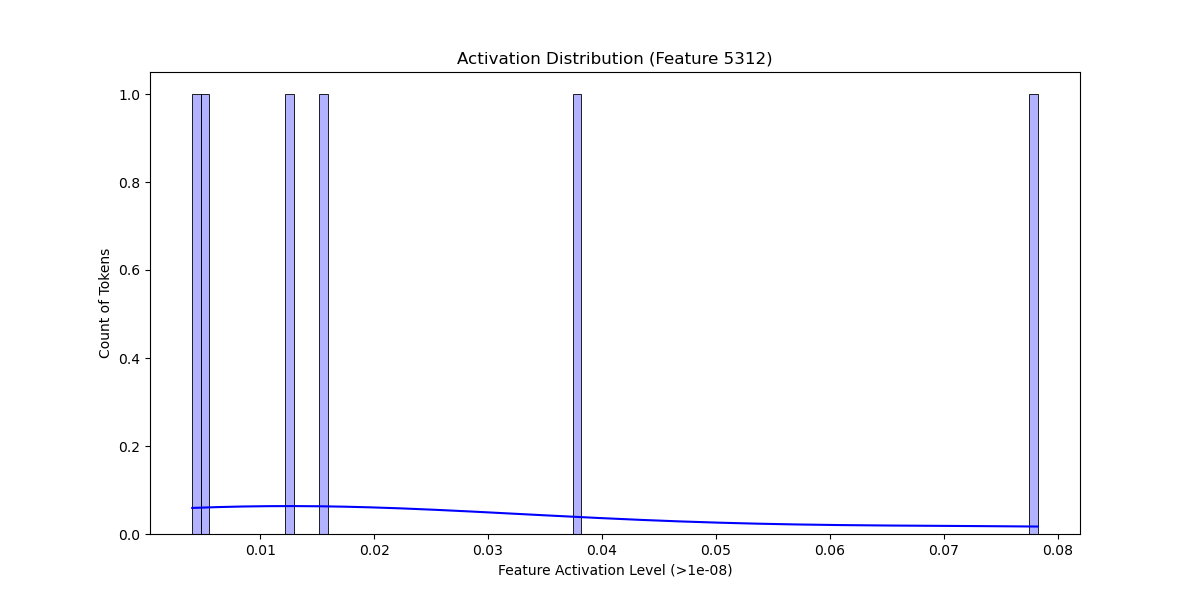 Activation Distribution (Feature 5312)
1.0
0.8
0.6
0.4
0.2
0.0
Count of Tokens
0.01 0.02 0.03 0.04 0.05 0.06 0.07 0.08
Feature Activation Level (>1e-08)